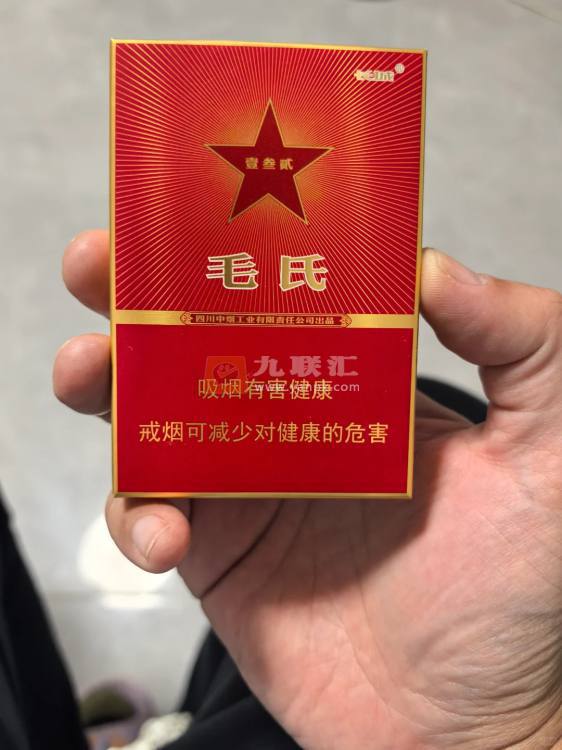 长城
壹叁贰
毛氏
四川中烟工业有限责任公司出品
九联汇
吸烟有害健康
戒烟可减少对健康的危害